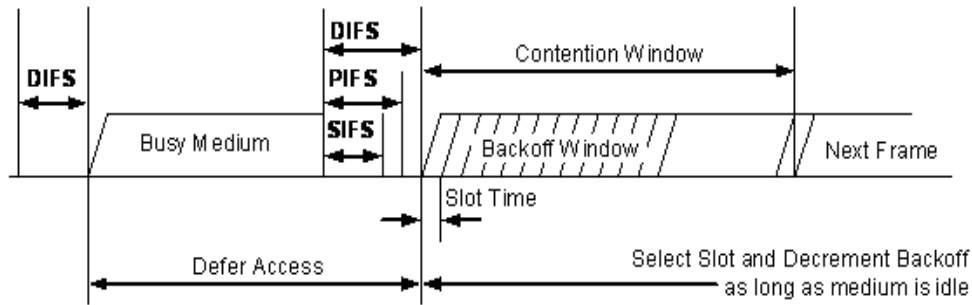 DIFS
DIFS
Contention Window
PIFS
SIFS
Busy Medium
Backoff Window
Next Frame
Slot Time
Defer Access
Select Slot and Decrement Backoff
as long as medium is idle